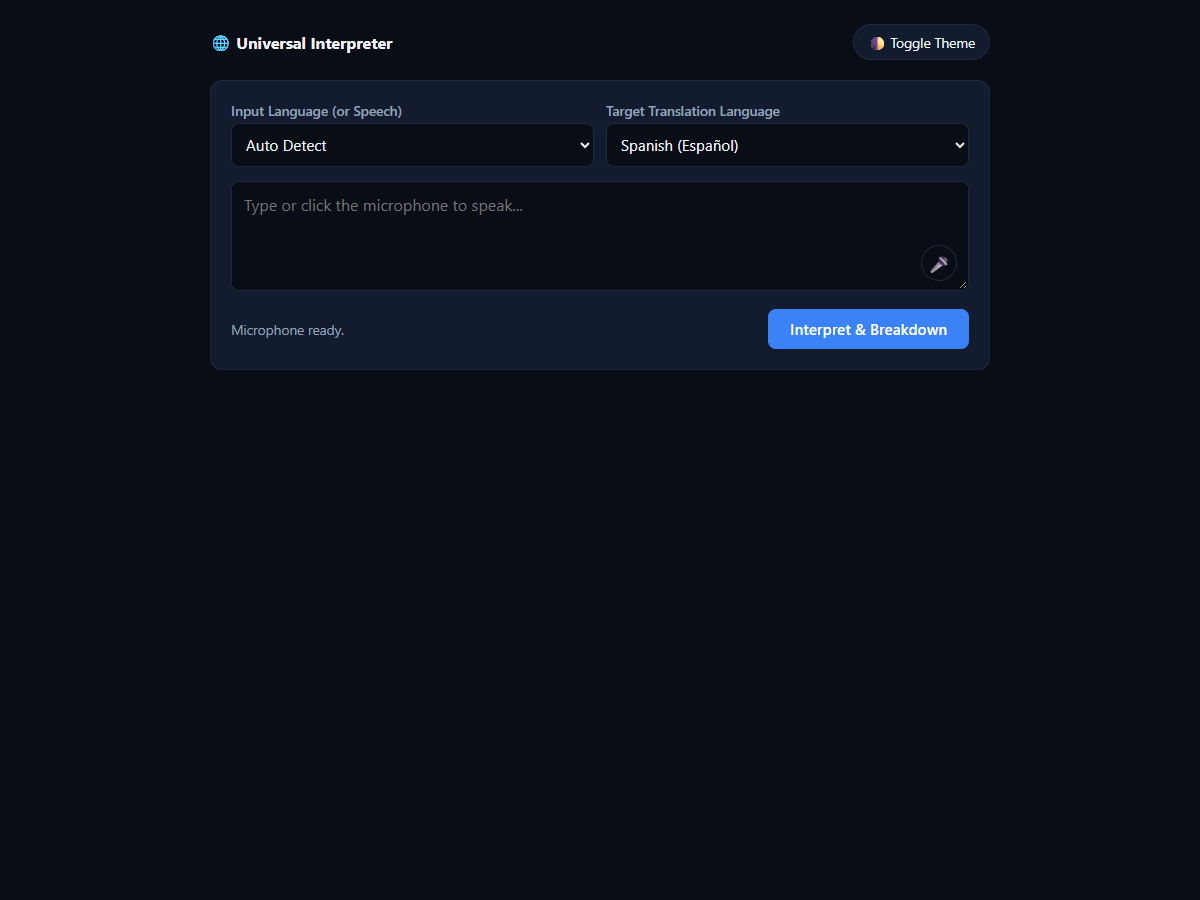 🌐 Universal Interpreter
🌓 Toggle Theme
Input Language (or Speech)
Target Translation Language
Auto Detect
Spanish (Español)
Type or click the microphone to speak...
Microphone ready.
Interpret & Breakdown